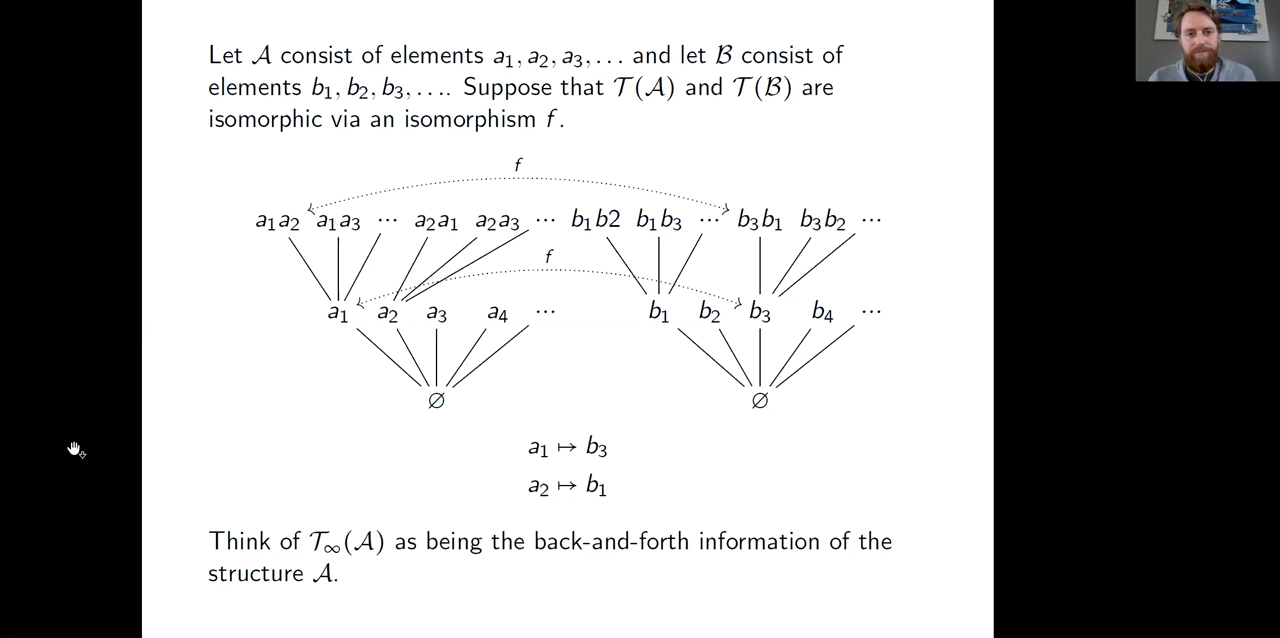 Let 𝒜 consist of elements a₁, a₂, a₃, … and let ℬ consist of
elements b₁, b₂, b₃, …. Suppose that 𝒯(𝒜) and 𝒯(ℬ) are
isomorphic via an isomorphism f.
f
a₁a₂ a₁a₃ ⋯ a₂a₁ a₂a₃ ⋯ b₁b2 b₁b₃ ⋯ b₃b₁ b₃b₂ ⋯
f
a₁ a₂ a₃ a₄ ⋯ b₁ b₂ b₃ b₄ ⋯
∅ ∅
a₁ ↦ b₃
a₂ ↦ b₁
Think of 𝒯∞(𝒜) as being the back-and-forth information of the
structure 𝒜.